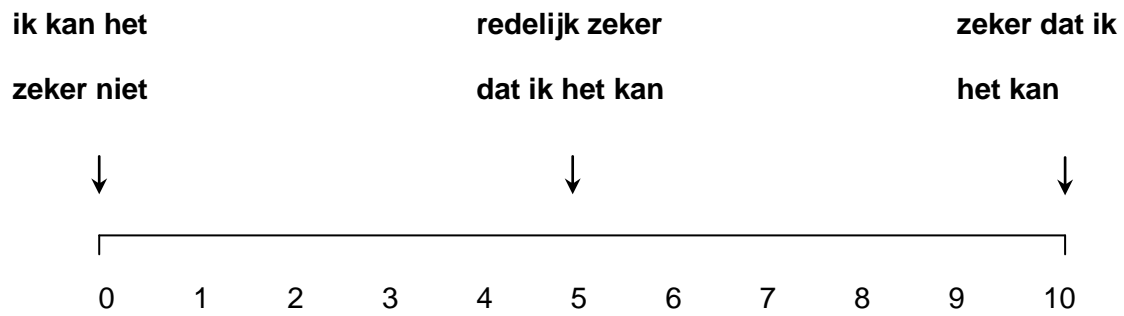 ik kan het redelijk zeker zeker dat ik
zeker niet dat ik het kan het kan
0 1 2 3 4 5 6 7 8 9 10